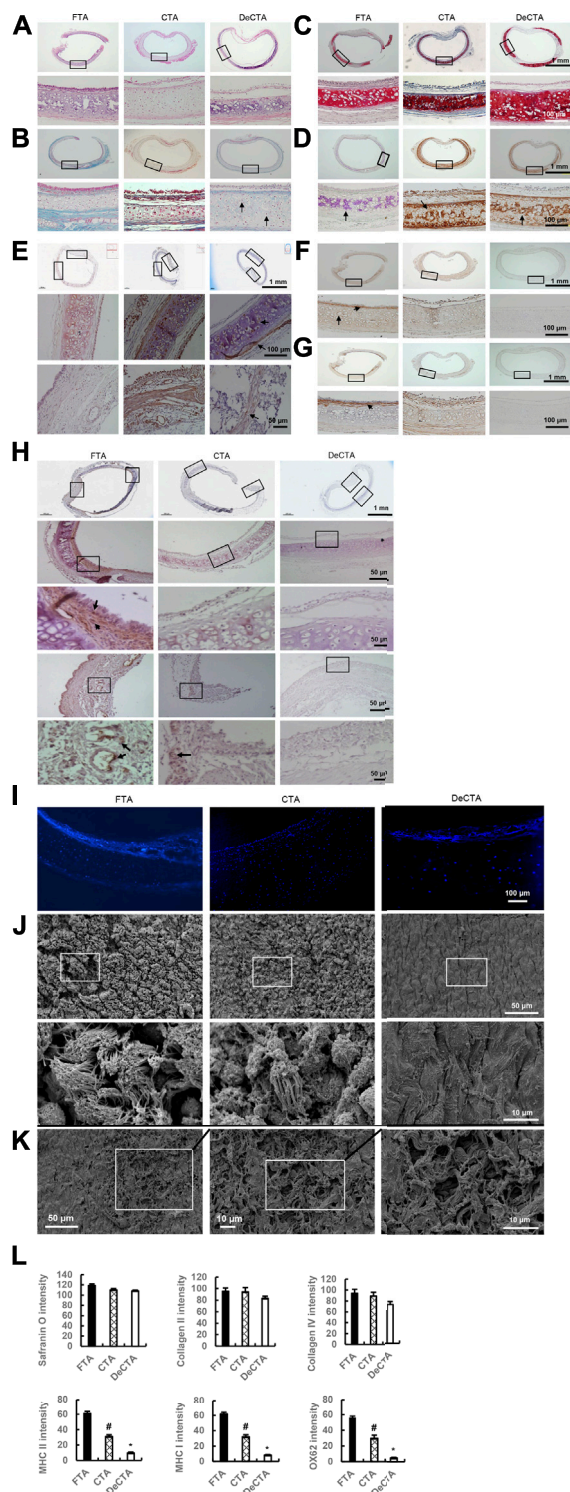 A
FTA
CTA
DeCTA
B
C
FTA
CTA
DeCTA
1 mm
100 µm
D
1 mm
100 µm
E
1 mm
100 µm
50 µm
F
1 mm
100 µm
G
1 mm
100 µm
H
FTA
CTA
DeCTA
1 mm
50 µm
50 µm
50 µm
50 µm
I
FTA
CTA
DeCTA
100 µm
J
50 µm
10 µm
K
50 µm
10 µm
10 µm
L
Safranin O intensity
120
100
80
60
40
20
0
FTA
CTA
DeCTA
Collagen II intensity
120
100
80
60
40
20
0
FTA
CTA
DeCTA
Collagen IV intensity
120
100
80
60
40
20
0
FTA
CTA
DeCTA
MHC II intensity
80
60
40
20
0
#
*
FTA
CTA
DeCTA
MHC I intensity
80
60
40
20
0
#
*
FTA
CTA
DeCTA
OX62 intensity
80
60
40
20
0
#
*
FTA
CTA
DeCTA